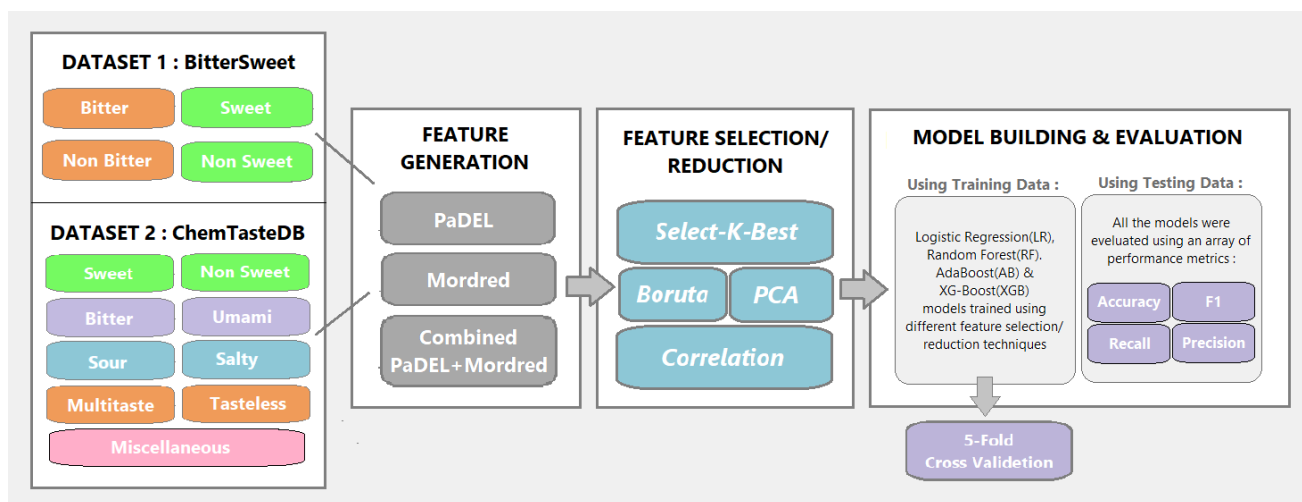 DATASET 1 : BitterSweet
Bitter
Sweet
Non Bitter
Non Sweet
DATASET 2 : ChemTasteDB
Sweet
Non Sweet
Bitter
Umami
Sour
Salty
Multitaste
Tasteless
Miscellaneous
FEATURE
GENERATION
PaDEL
Mordred
Combined
PaDEL+Mordred
FEATURE SELECTION/
REDUCTION
Select-K-Best
Boruta
PCA
Correlation
MODEL BUILDING & EVALUATION
Using Training Data :
Logistic Regression(LR),
Random Forest(RF).
AdaBoost(AB) &
XG-Boost(XGB)
models trained using
different feature selection/
reduction techniques
Using Testing Data :
All the models were
eveluated using an array of
performance metrics :
Accuracy
F1
Recall
Precision
5-Fold
Cross Validetion